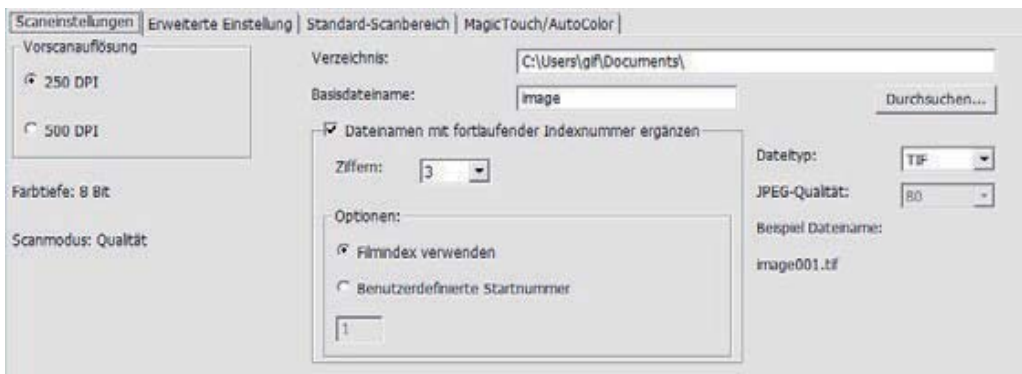 Scaneinstellungen Erweiterte Einstellung Standard-Scanbereich MagicTouch/AutoColor
Vorscanauflösung
250 DPI
500 DPI
Farbtiefe: 8 Bit
Scanmodus: Qualität
Verzeichnis: C:\Users\gif\Documents\
Basisdateiname: image
Durchsuchen...
Dateinamen mit fortlaufender Indexnummer ergänzen
Ziffern: 3
Optionen:
Filmindex verwenden
Benutzerdefinierte Startnummer
1
Dateityp: TIF
JPEG-Qualität: 80
Beispiel Dateiname:
image001.tif